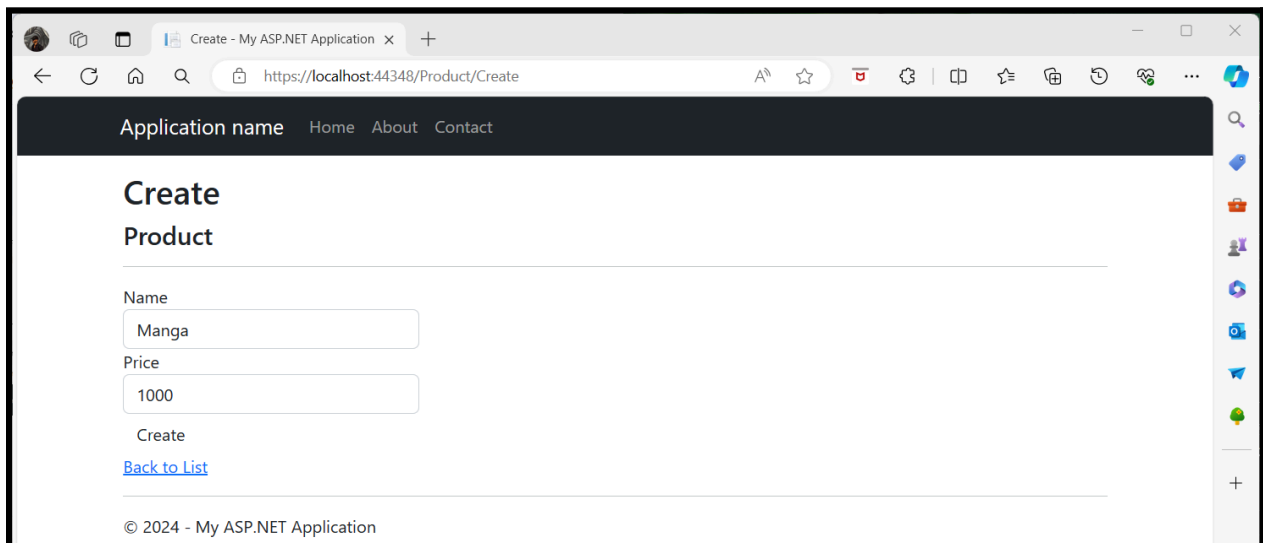 Create - My ASP.NET Application
https://localhost:44348/Product/Create
Application name Home About Contact
Create
Product
Name
Manga
Price
1000
Create
Back to List
© 2024 - My ASP.NET Application